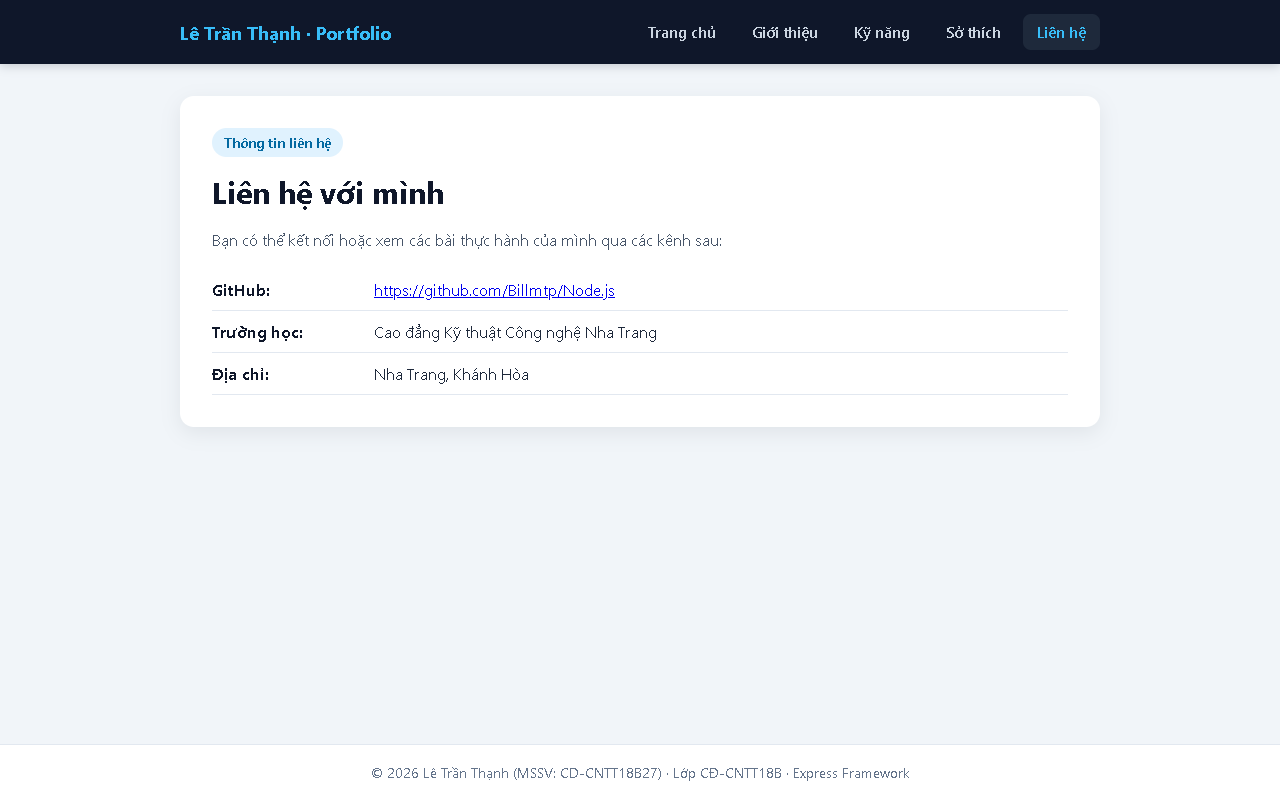 Lê Trần Thạnh · Portfolio
Trang chủ
Giới thiệu
Kỹ năng
Sở thích
Liên hệ
Thông tin liên hệ
Liên hệ với mình
Bạn có thể kết nối hoặc xem các bài thực hành của mình qua các kênh sau:
GitHub: https://github.com/Billmtp/Node.js
Trường học: Cao đẳng Kỹ thuật Công nghệ Nha Trang
Địa chỉ: Nha Trang, Khánh Hòa
© 2026 Lê Trần Thạnh (MSSV: CD-CNTT18B27) · Lớp CĐ-CNTT18B · Express Framework